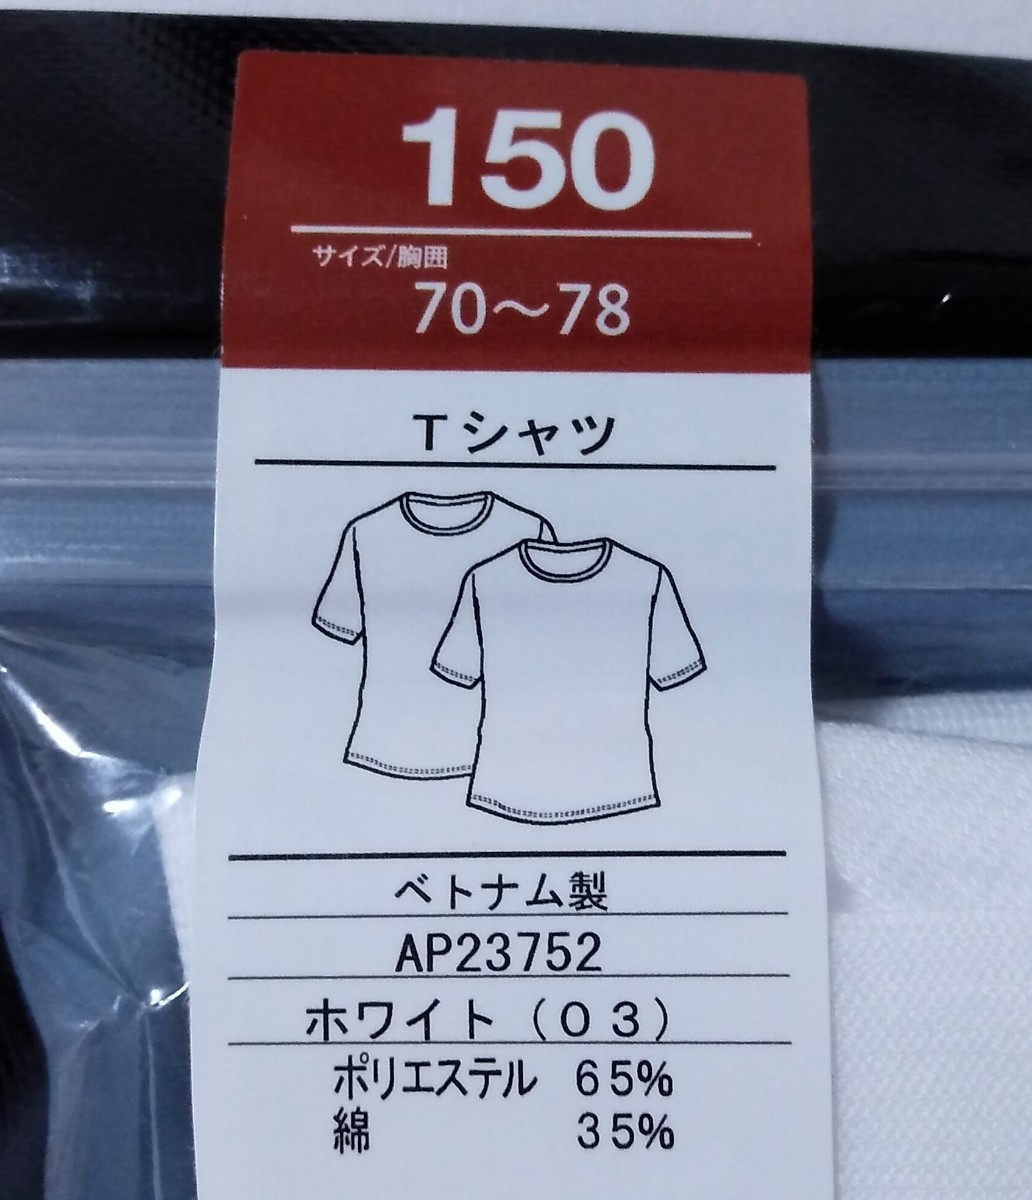 150
サイズ/胸囲
70〜78
Tシャツ
ベトナム製
AP23752
ホワイト（０３）
ポリエステル 65%
綿 35%